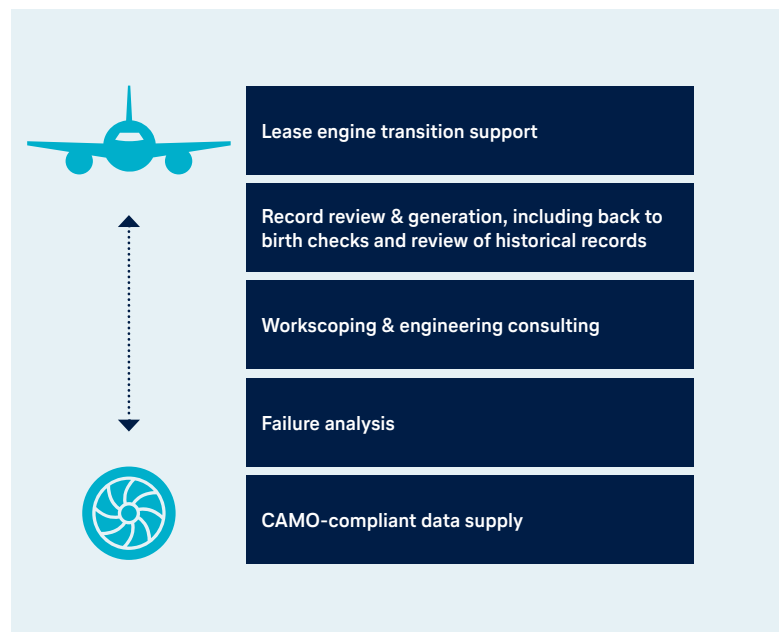 Lease engine transition support
Record review & generation, including back to
birth checks and review of historical records
Workscoping & engineering consulting
Failure analysis
CAMO-compliant data supply